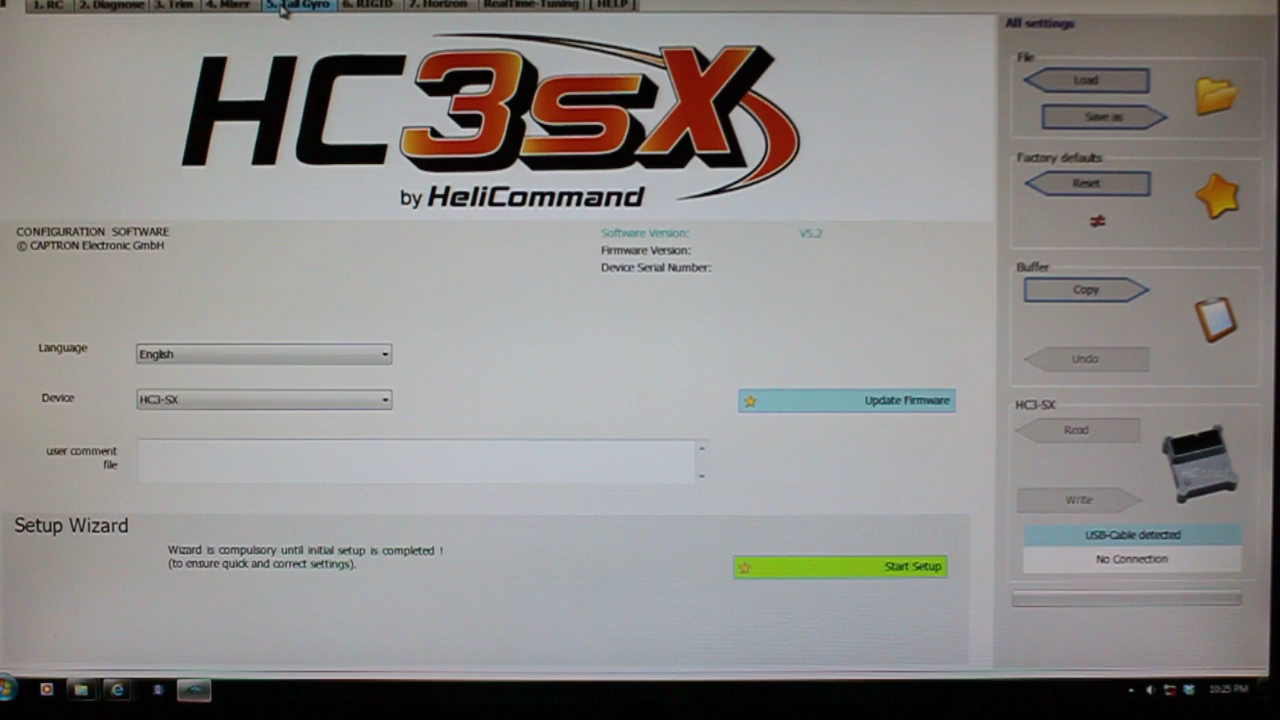 1. RC 2. Diagnose 3. Trim 4. Mixer 5. Tail Gyro 6. RIGID 7. Horizon RealTime-Tuning [ HELP ]
All settings
HC3sX
by HeliCommand
File
Load
Save as
Factory defaults
Reset
≠
CONFIGURATION SOFTWARE
© CAPTRON Electronic GmbH
Software Version: V5.2
Firmware Version:
Device Serial Number:
Buffer
Copy
Undo
Language English
Device HC3-SX
Update Firmware
HC3-SX
Read
Write
user comment
file
Setup Wizard
Wizard is compulsory until initial setup is completed !
(to ensure quick and correct settings).
Start Setup
USB-Cable detected
No Connection
10:25 PM